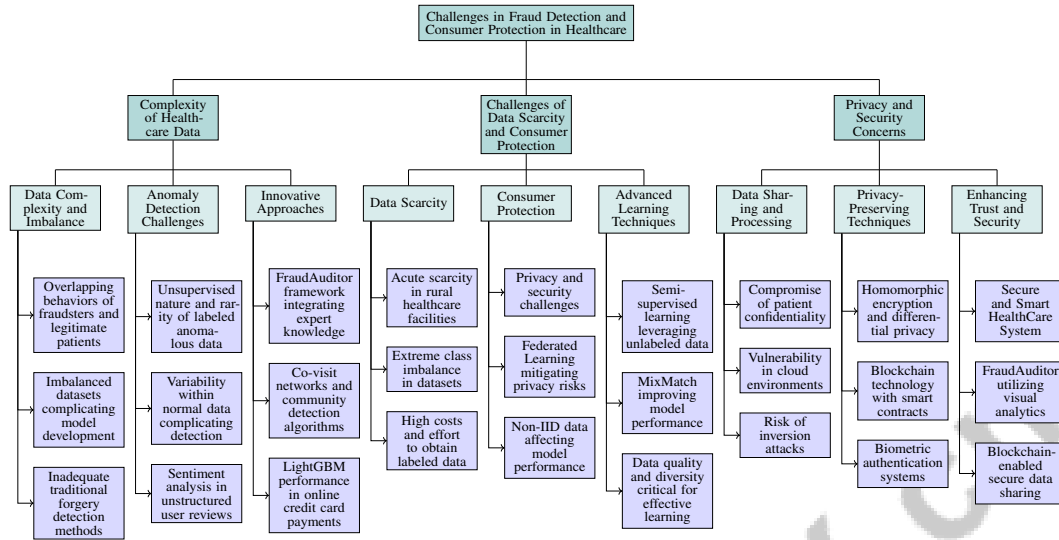 Challenges in Fraud Detection and
Consumer Protection in Healthcare
Complexity
of Health-
care Data
Challenges of
Data Scarcity
and Consumer
Protection
Privacy and
Security
Concerns
Data Com-
plexity and
Imbalance
Anomaly
Detection
Challenges
Innovative
Approaches
Data Scarcity
Consumer
Protection
Advanced
Learning
Techniques
Data Shar-
ing and
Processing
Privacy-
Preserving
Techniques
Enhancing
Trust and
Security
Overlapping
behaviors of
fraudsters and
legitimate
patients
Imbalanced
datasets
complicating
model
development
Inadequate
traditional
forgery
detection
methods
Unsupervised
nature and rar-
ity of labeled
anoma-
lous data
Variability
within
normal data
complicating
detection
Sentiment
analysis in
unstructured
user reviews
FraudAuditor
framework
integrating
expert
knowledge
Co-visit
networks and
community
detection
algorithms
LightGBM
performance
in online
credit card
payments
Acute scarcity
in rural
healthcare
facilities
Extreme class
imbalance
in datasets
High costs
and effort
to obtain
labeled data
Privacy and
security
challenges
Federated
Learning
mitigating
privacy risks
Non-IID data
affecting
model
performance
Semi-
supervised
learning
leveraging
unlabeled data
MixMatch
improving
model
performance
Data quality
and diversity
critical for
effective
learning
Compromise
of patient
confidentiality
Vulnerability
in cloud
environments
Risk of
inversion
attacks
Homomorphic
encryption
and differen-
tial privacy
Blockchain
technology
with smart
contracts
Biometric
authentication
systems
Secure
and Smart
HealthCare
System
FraudAuditor
utilizing
visual
analytics
Blockchain-
enabled
secure data
sharing